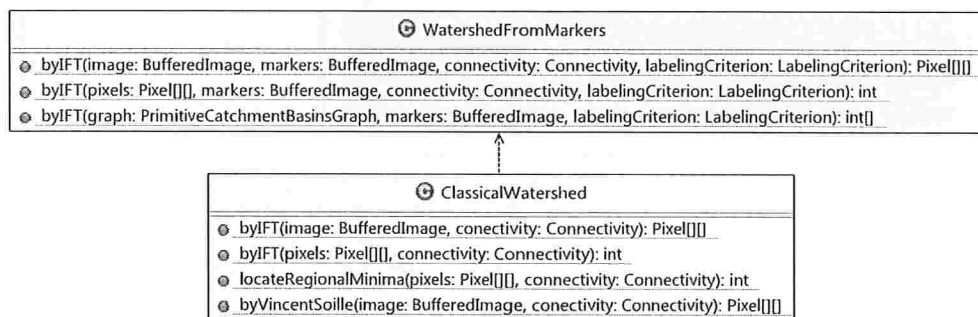 WatershedFromMarkers
byIFT(image: BufferedImage, markers: BufferedImage, connectivity: Connectivity, labelingCriterion: LabelingCriterion): Pixel[][]
byIFT(pixels: Pixel[][], markers: BufferedImage, connectivity: Connectivity, labelingCriterion: LabelingCriterion): int
byIFT(graph: PrimitiveCatchmentBasinsGraph, markers: BufferedImage, labelingCriterion: LabelingCriterion): int[]
ClassicalWatershed
byIFT(image: BufferedImage, conectivity: Connectivity): Pixel[][]
byIFT(pixels: Pixel[][], connectivity: Connectivity): int
locateRegionalMinima(pixels: Pixel[][], connectivity: Connectivity): int
byVincentSoille(image: BufferedImage, conectivity: Connectivity): Pixel[][]